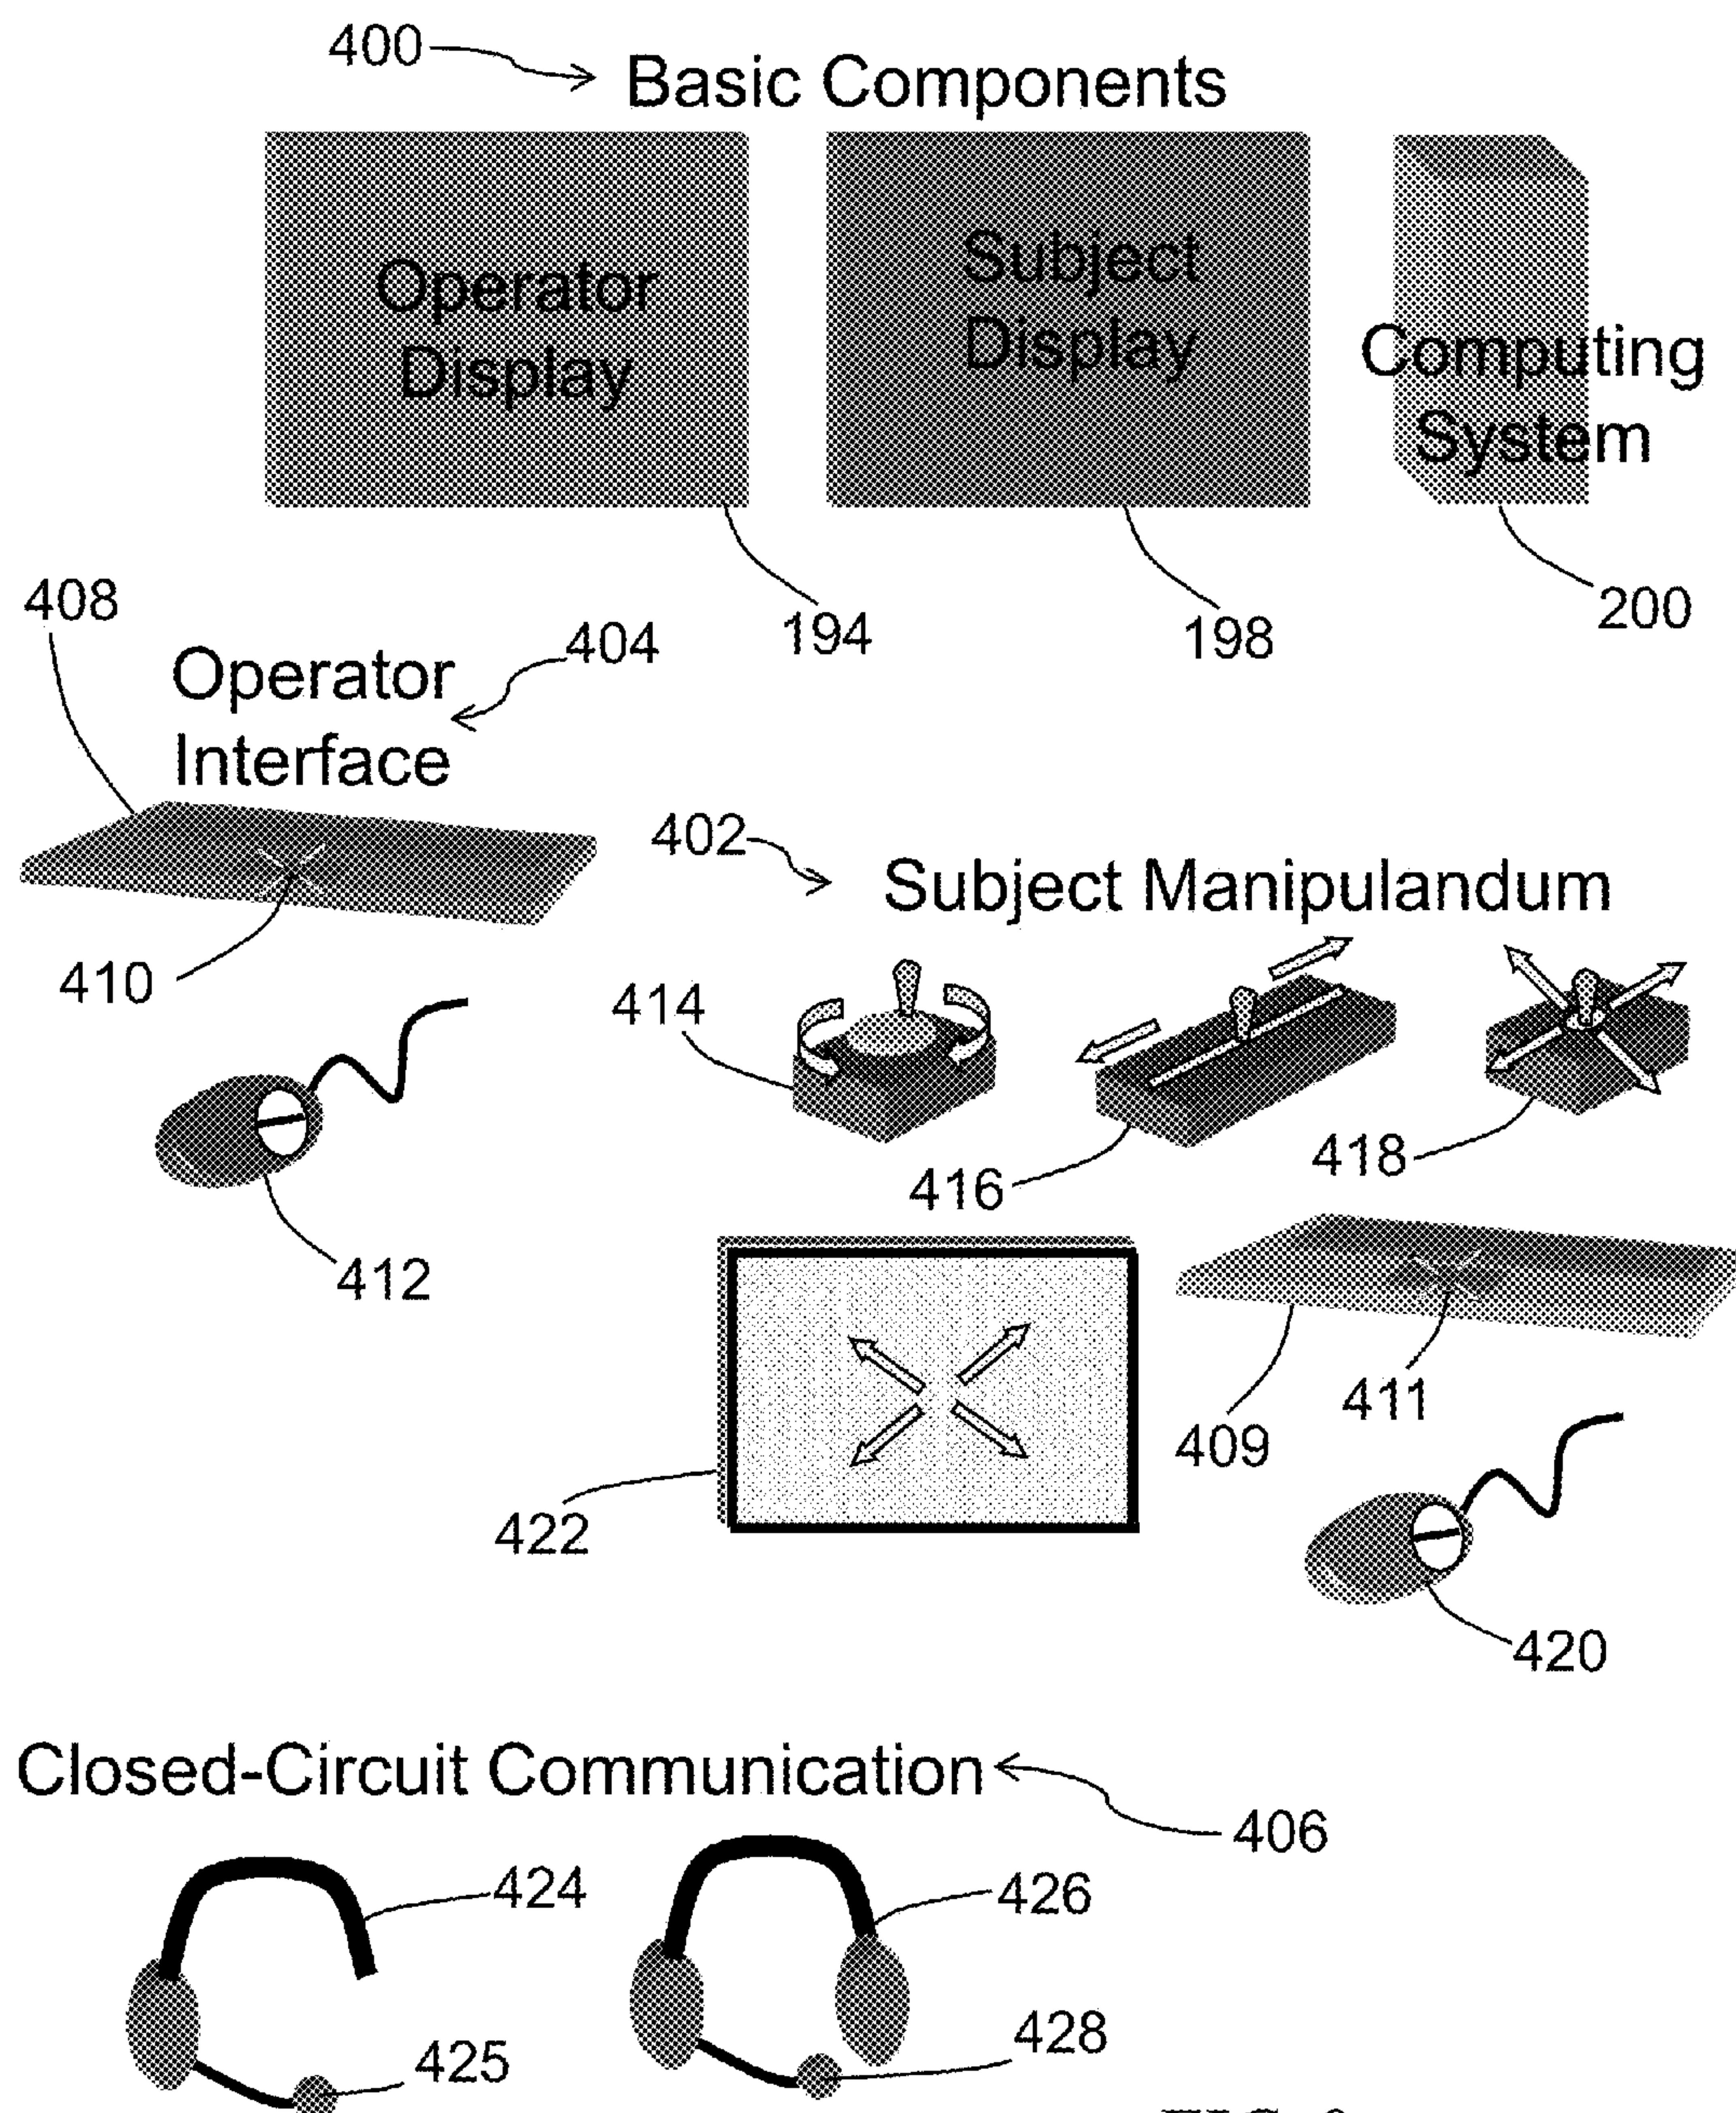 400
Basic Components
Operator
Display
Subject
Display
Computing
System
194
198
200
408
404
Operator
Interface
410
412
402
Subject Manipulandum
414
416
418
422
409
411
420
Closed-Circuit Communication
406
424
426
425
428